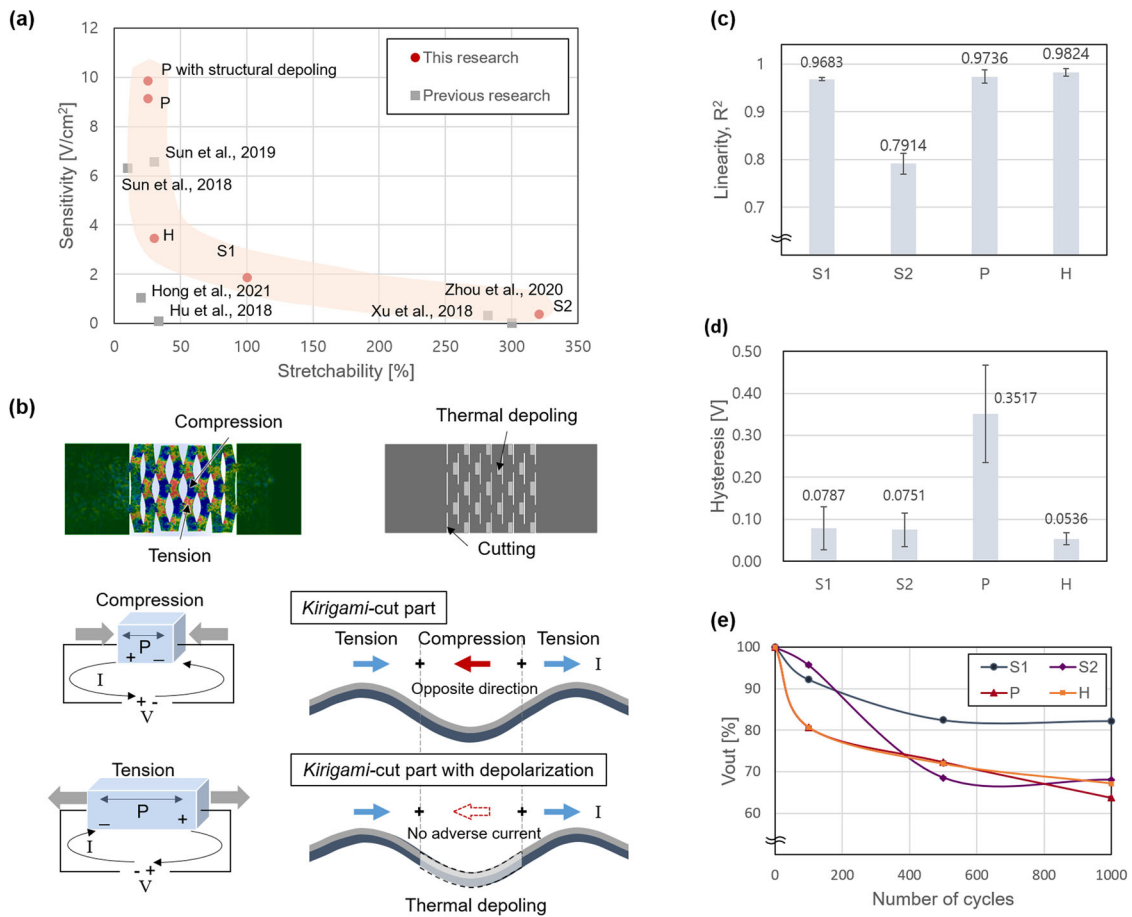 (a)
12
10
8
6
4
2
0
Sensitivity [V/cm²]
This research
Previous research
P with structural depoling
P
Sun et al., 2019
Sun et al., 2018
H
S1
Hong et al., 2021
Hu et al., 2018
Zhou et al., 2020
Xu et al., 2018
S2
0 50 100 150 200 250 300 350
Stretchability [%]
(b)
Compression
Tension
Thermal depoling
Cutting
Compression
P
+ −
I
+ -
V
Tension
P
− +
I
- +
V
Kirigami-cut part
Tension Compression Tension
+ + I
Opposite direction
Kirigami-cut part with depolarization
+ + I
No adverse current
Thermal depoling
(c)
1
0.9
0.8
0.7
Linearity, R²
0.9683
0.7914
0.9736
0.9824
S1 S2 P H
(d)
0.50
0.40
0.30
0.20
0.10
0.00
Hysteresis [V]
0.0787
0.0751
0.3517
0.0536
S1 S2 P H
(e)
100
90
80
70
60
Vout [%]
S1 S2
P H
0 200 400 600 800 1000
Number of cycles